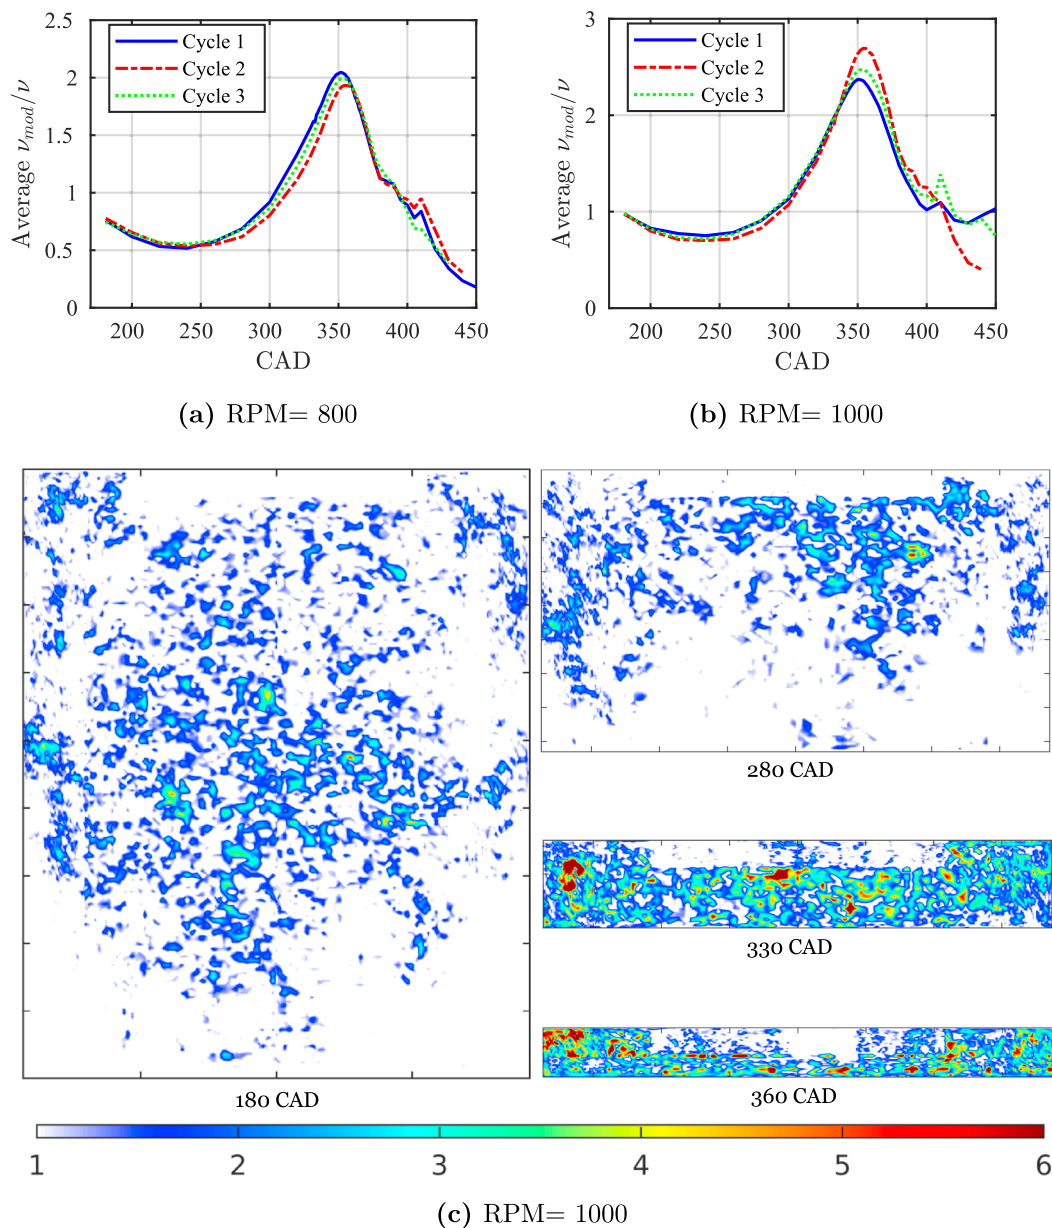 2.5
2
1.5
1
0.5
0
Average ν_mod/ν
Cycle 1
Cycle 2
Cycle 3
200 250 300 350 400 450
CAD
(a) RPM= 800
3
2
1
0
Average ν_mod/ν
Cycle 1
Cycle 2
Cycle 3
200 250 300 350 400 450
CAD
(b) RPM= 1000
180 CAD
280 CAD
330 CAD
360 CAD
1 2 3 4 5 6
(c) RPM= 1000